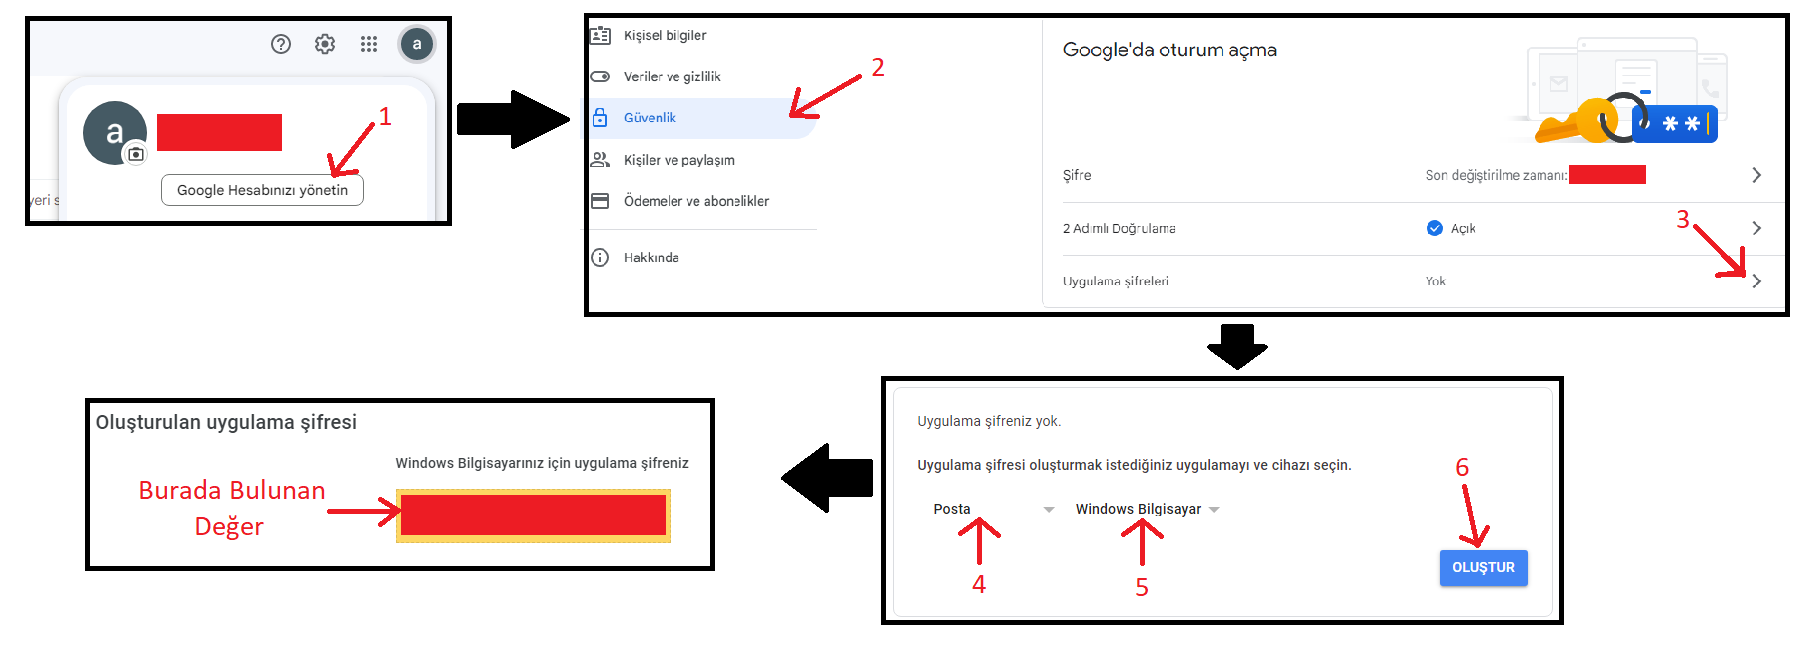 a
a
1
Google Hesabınızı yönetin
yeri s
Kişisel bilgiler
Veriler ve gizlilik
2
Güvenlik
Kişiler ve paylaşım
Ödemeler ve abonelikler
Hakkında
Google'da oturum açma
**
Şifre
Son değiştirilme zamanı:
2 Adımlı Doğrulama
Açık
3
Uygulama şifreleri
Yok
Uygulama şifreniz yok.
Uygulama şifresi oluşturmak istediğiniz uygulamayı ve cihazı seçin.
6
Posta
Windows Bilgisayar
4
5
OLUŞTUR
Oluşturulan uygulama şifresi
Windows Bilgisayarınız için uygulama şifreniz
Burada Bulunan
Değer